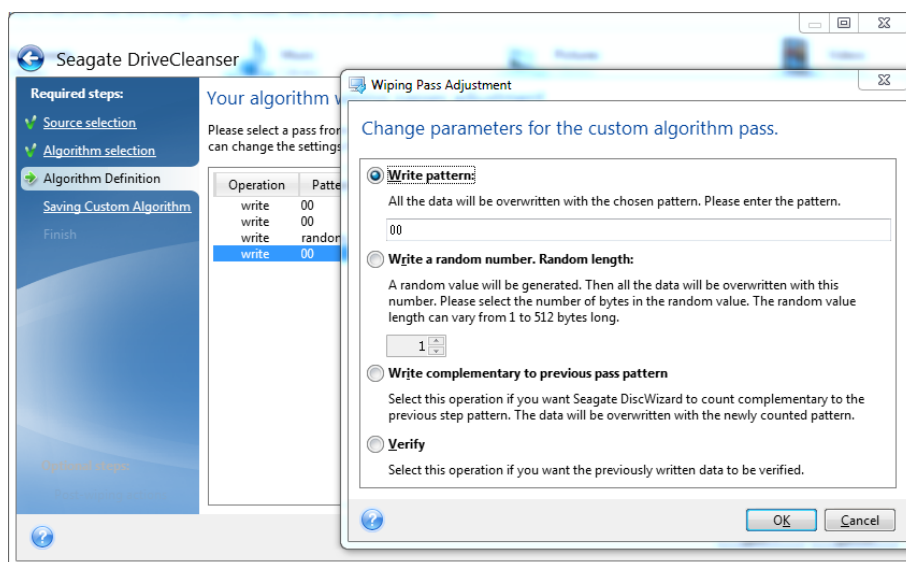 Seagate DriveCleanser
Required steps:
Source selection
Algorithm selection
Algorithm Definition
Saving Custom Algorithm
Finish
Your algorithm
Please select a pass from
can change the settings
Operation Patte
write 00
write 00
write random
write 00
Wiping Pass Adjustment
Change parameters for the custom algorithm pass.
Write pattern:
All the data will be overwritten with the chosen pattern. Please enter the pattern.
00
Write a random number. Random length:
A random value will be generated. Then all the data will be overwritten with this
number. Please select the number of bytes in the random value. The random value
length can vary from 1 to 512 bytes long.
1
Write complementary to previous pass pattern
Select this operation if you want Seagate DiscWizard to count complementary to the
previous step pattern. The data will be overwritten with the newly counted pattern.
Verify
Select this operation if you want the previously written data to be verified.
OK Cancel